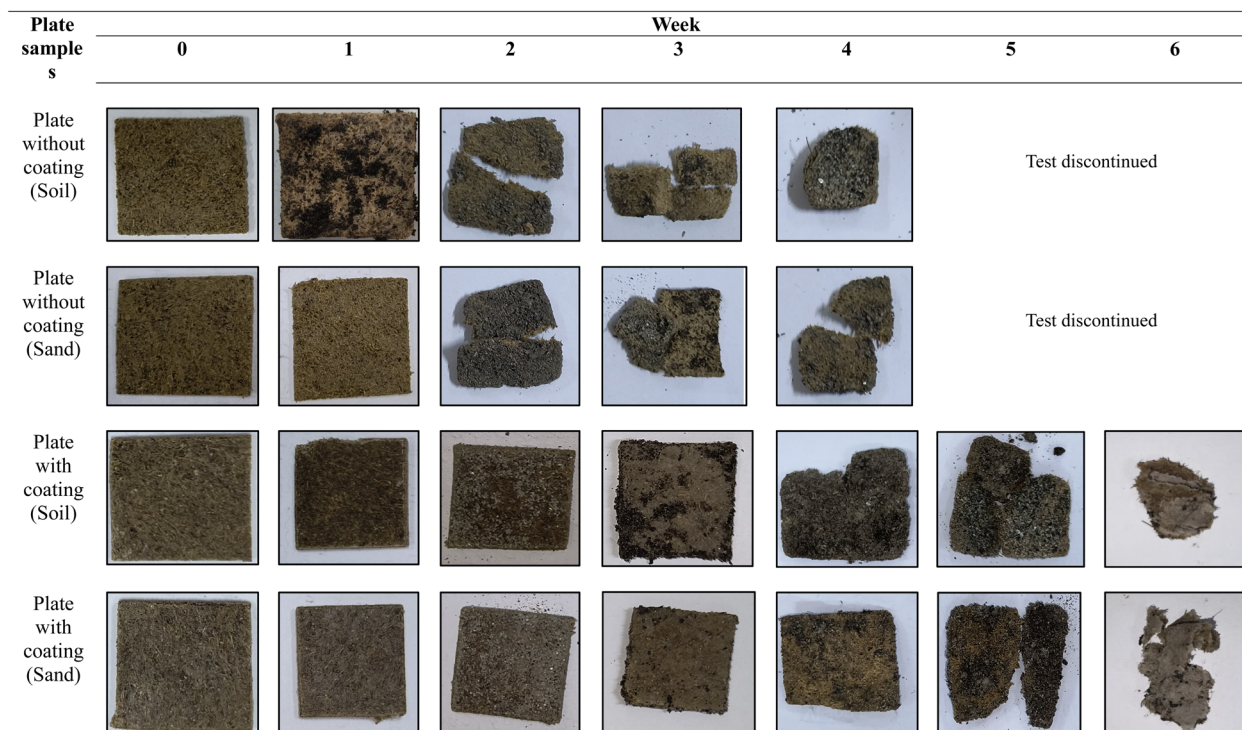 Plate
sample
s
Week
0 1 2 3 4 5 6
Plate
without
coating
(Soil)
Test discontinued
Plate
without
coating
(Sand)
Test discontinued
Plate
with
coating
(Soil)
Plate
with
coating
(Sand)